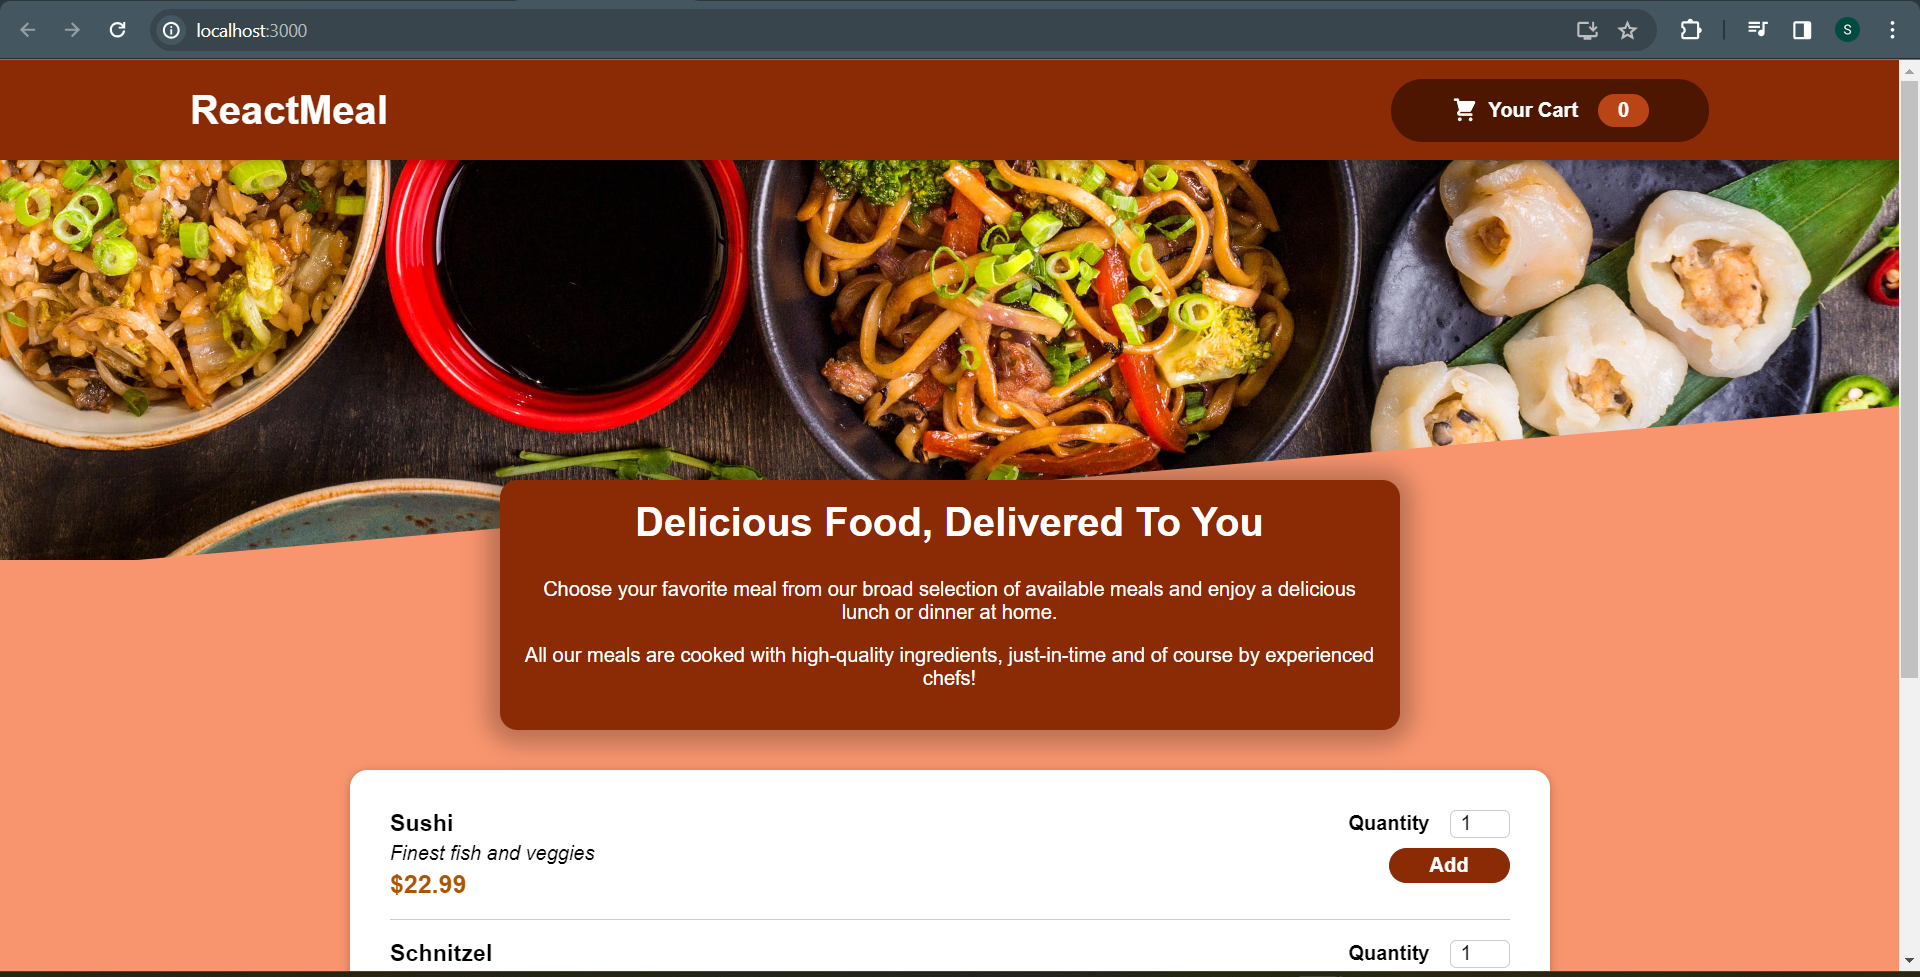 localhost:3000
S
ReactMeal
Your Cart 0
Delicious Food, Delivered To You
Choose your favorite meal from our broad selection of available meals and enjoy a delicious
lunch or dinner at home.
All our meals are cooked with high-quality ingredients, just-in-time and of course by experienced
chefs!
Sushi
Quantity 1
Finest fish and veggies
Add
$22.99
Schnitzel
Quantity 1